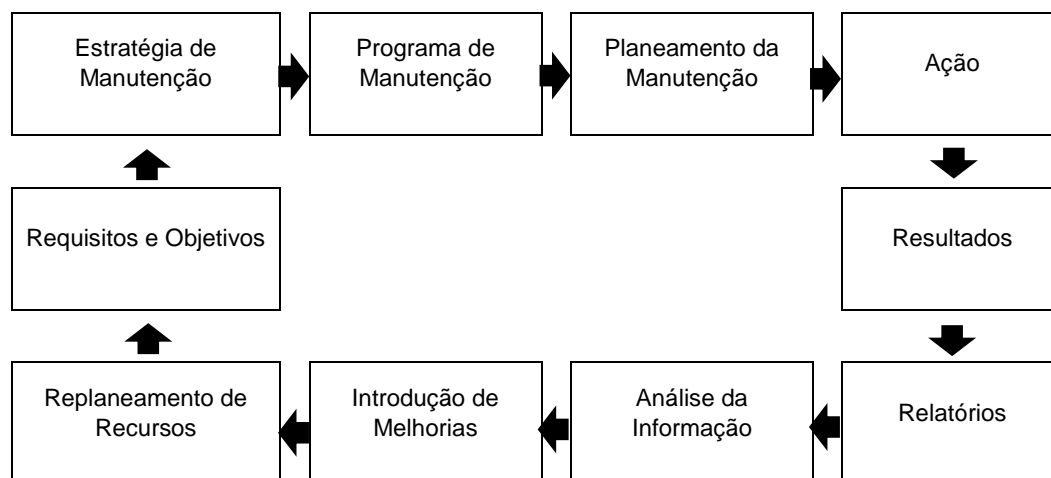 Estratégia de
Manutenção
Programa de
Manutenção
Planeamento da
Manutenção
Ação
Requisitos e Objetivos
Resultados
Replaneamento de
Recursos
Introdução de
Melhorias
Análise da
Informação
Relatórios